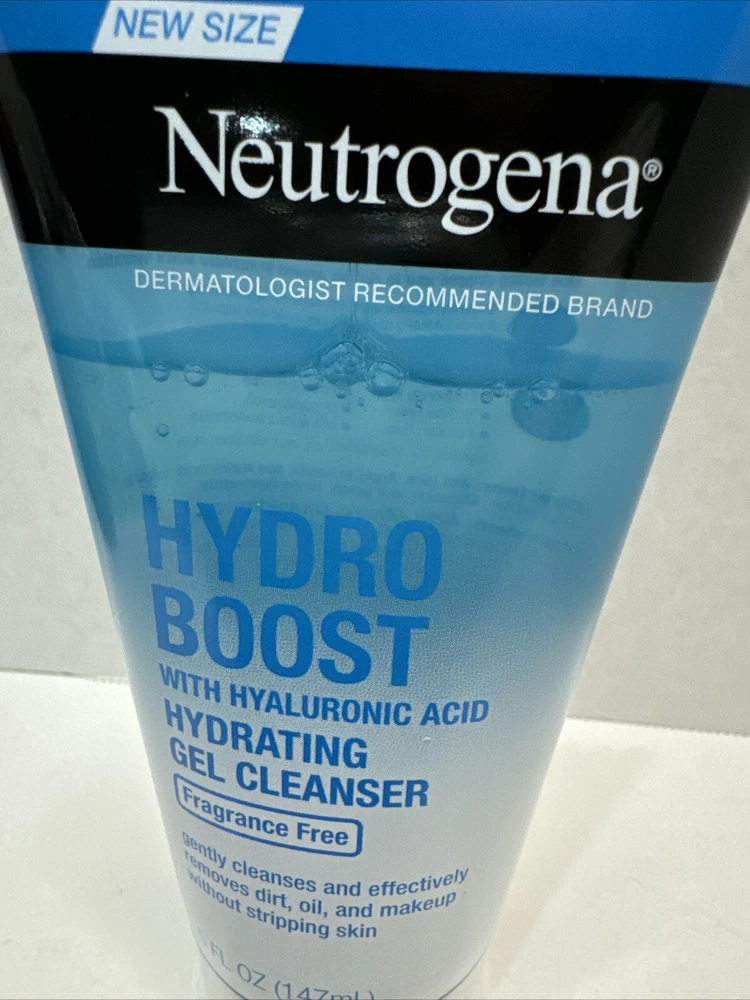 NEW SIZE
Neutrogena®
DERMATOLOGIST RECOMMENDED BRAND
HYDRO
BOOST
WITH HYALURONIC ACID
HYDRATING
GEL CLEANSER
Fragrance Free
gently cleanses and effectively
removes dirt, oil, and makeup
without stripping skin
FL OZ (147mL)